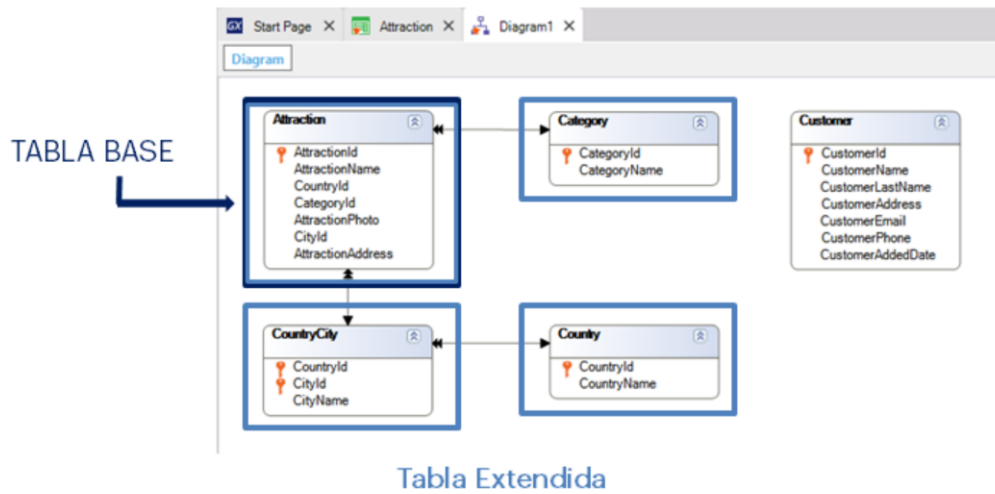 GX Start Page X Attraction X Diagram1 X
Diagram
TABLA BASE
Attraction
AttractionId
AttractionName
CountryId
CategoryId
AttractionPhoto
CityId
AttractionAddress
Category
CategoryId
CategoryName
Customer
CustomerId
CustomerName
CustomerLastName
CustomerAddress
CustomerEmail
CustomerPhone
CustomerAddedDate
CountryCity
CountryId
CityId
CityName
Country
CountryId
CountryName
Tabla Extendida